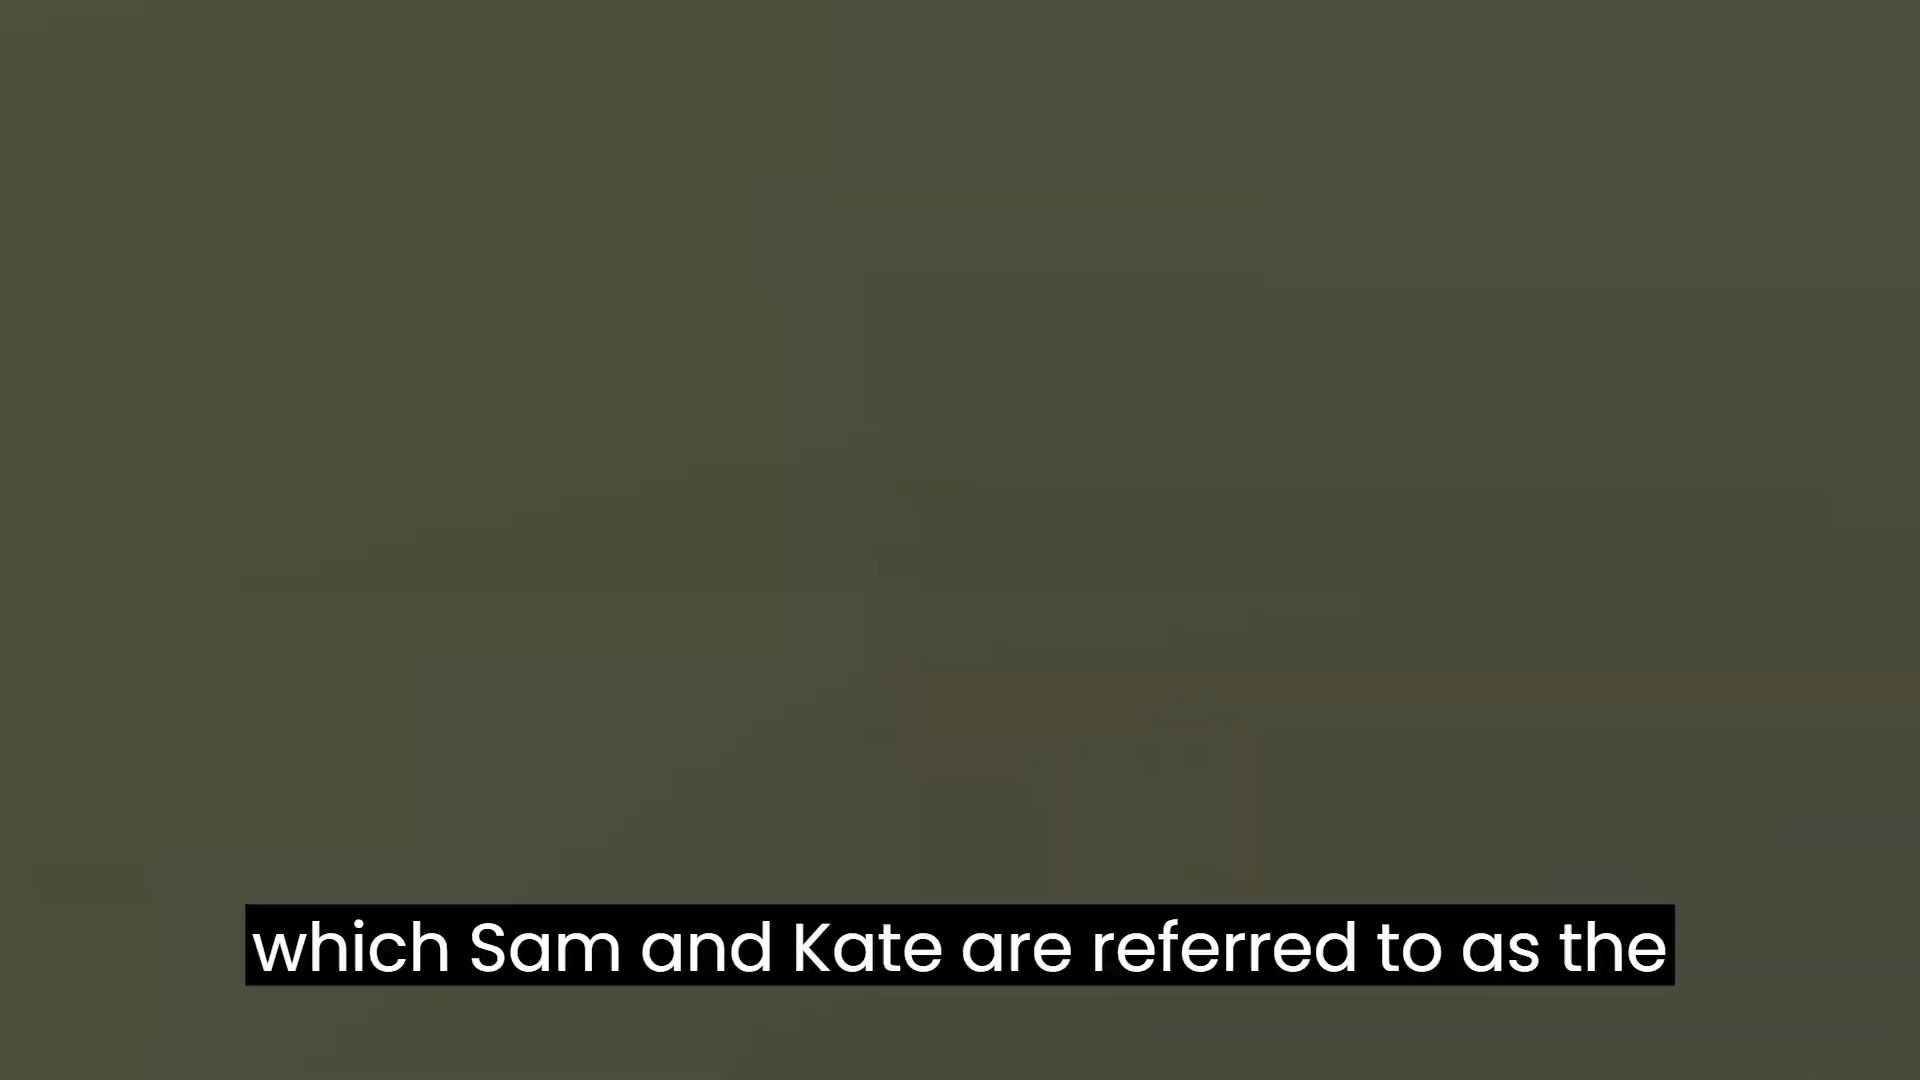 which Sam and Kate are referred to as the